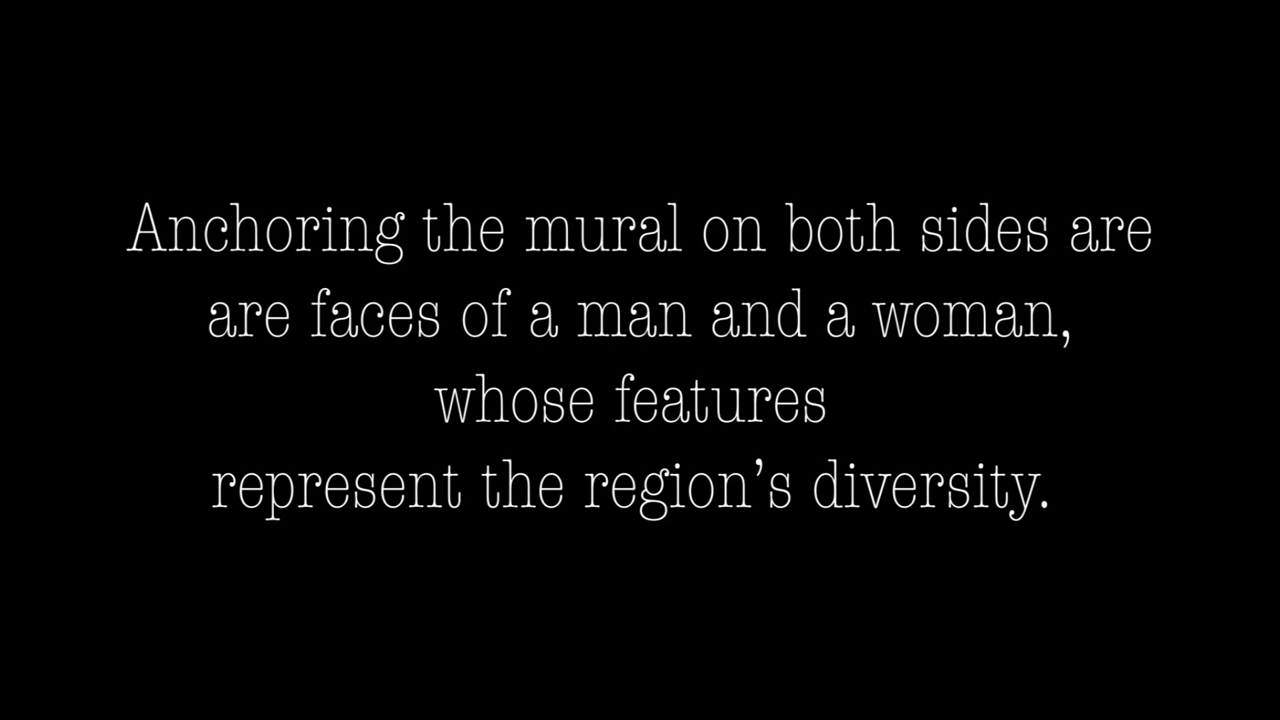 Anchoring the mural on both sides are
are faces of a man and a woman,
whose features
represent the region’s diversity.